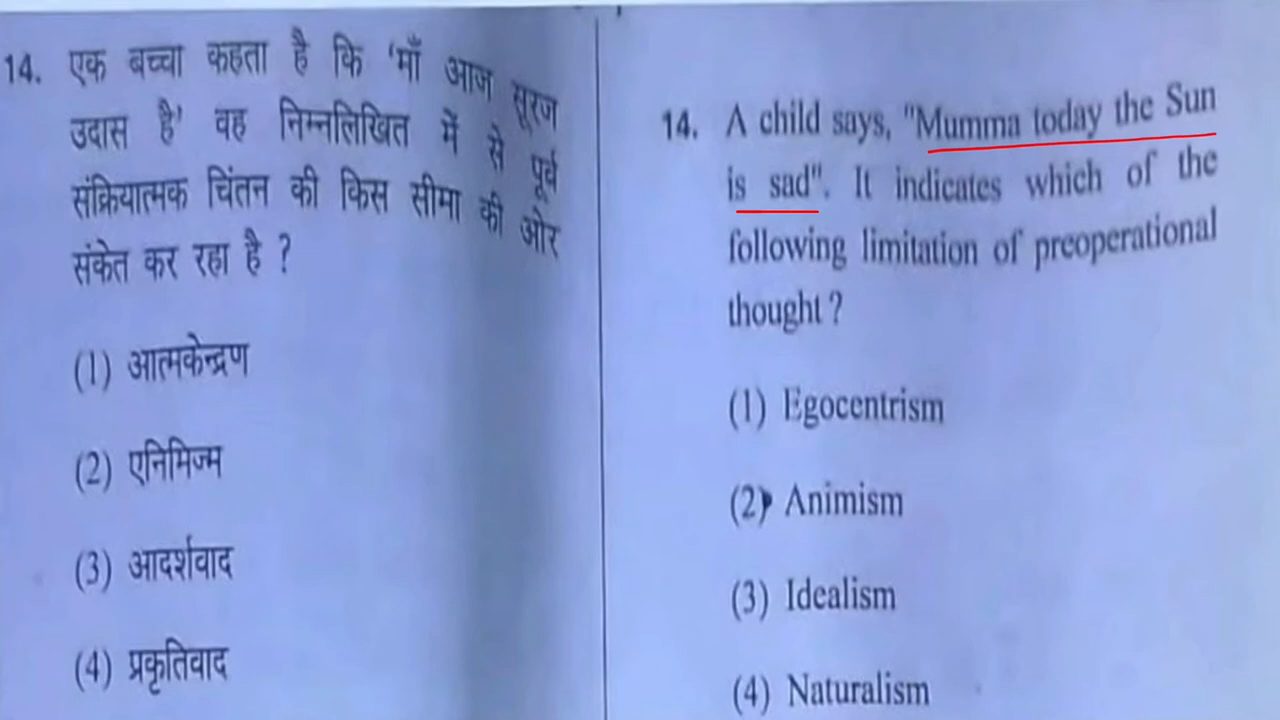 14. एक बच्चा कहता है कि 'माँ आज सूरज
उदास है' वह निम्नलिखित में से पूर्व
संक्रियात्मक चिंतन की किस सीमा की ओर
संकेत कर रहा है ?
(1) आत्मकेन्द्रण
(2) एनिमिज्म
(3) आदर्शवाद
(4) प्रकृतिवाद
14. A child says, "Mumma today the Sun
is sad". It indicates which of the
following limitation of preoperational
thought ?
(1) Egocentrism
(2) Animism
(3) Idealism
(4) Naturalism